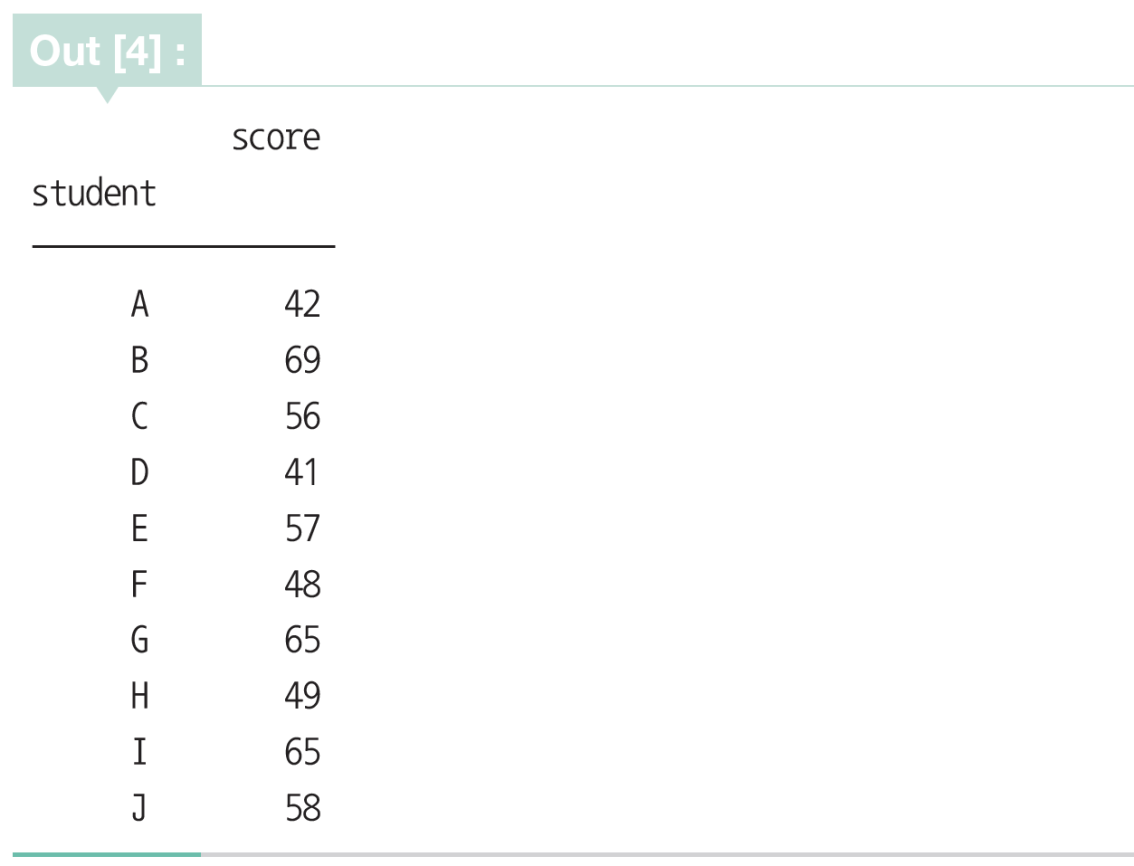 Out [4] :
score
student
A 42
B 69
C 56
D 41
E 57
F 48
G 65
H 49
I 65
J 58